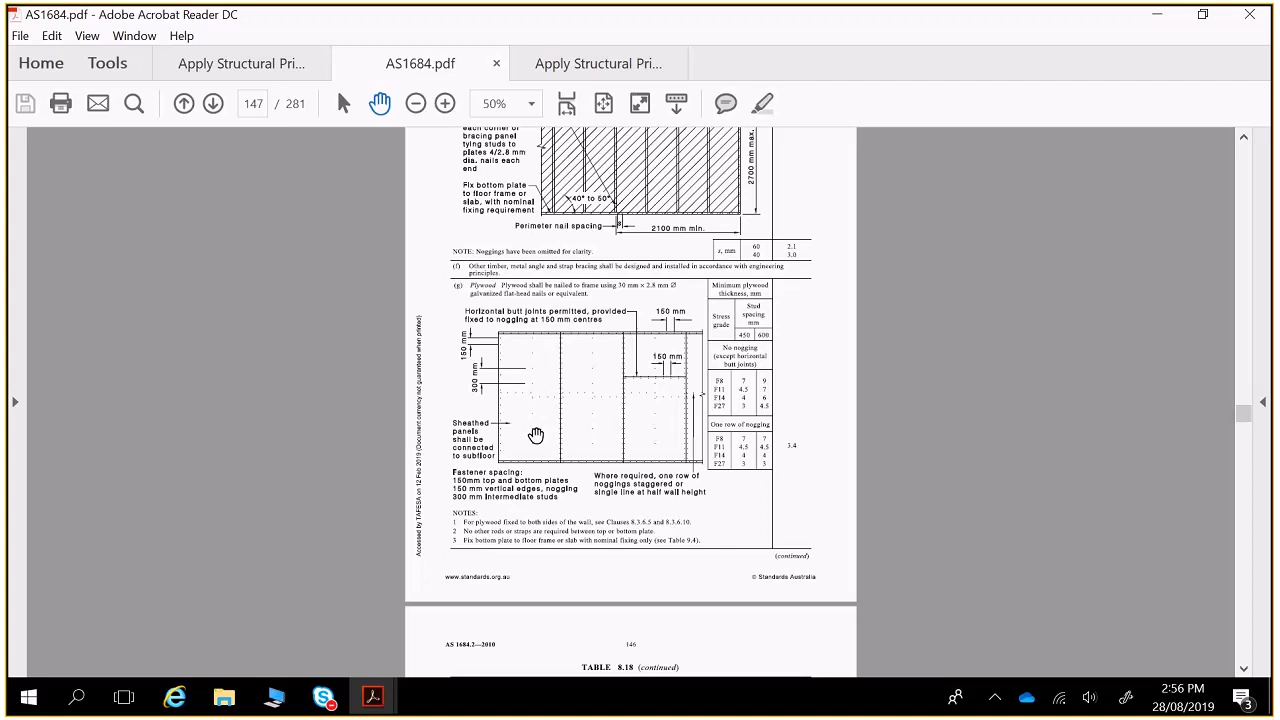 AS1684.pdf - Adobe Acrobat Reader DC
File Edit View Window Help
Home Tools Apply Structural Pri... AS1684.pdf × Apply Structural Pri...
147 / 281 50%
each corner of
bracing panel
tying studs to
plates 4/2.8 mm
dia. nails each
end
Fix bottom plate
to floor frame or
slab, with nominal
fixing requirement
40° to 50°
2700 mm max.
Perimeter nail spacing
s
2100 mm min.
NOTE: Noggings have been omitted for clarity.
s, mm 60 2.1
40 3.0
(f) Other timber, metal angle and strap bracing shall be designed and installed in accordance with engineering
principles.
(g) Plywood Plywood shall be nailed to frame using 30 mm × 2.8 mm Ø
galvanized flat-head nails or equivalent.
Horizontal butt joints permitted, provided
fixed to nogging at 150 mm centres
150 mm
150 mm
150 mm
300 mm
Sheathed
panels
shall be
connected
to subfloor
Fastener spacing:
150mm top and bottom plates
150 mm vertical edges, nogging
300 mm intermediate studs
Where required, one row of
noggings staggered or
single line at half wall height
Minimum plywood
thickness, mm
Stress
grade
Stud
spacing
mm
450 600
No nogging
(except horizontal
butt joints)
F8 7 9
F11 4.5 7
F14 4 6
F27 3 4.5
One row of nogging
F8 7 7
F11 4.5 4.5
F14 4 4
F27 3 3
3.4
NOTES:
1 For plywood fixed to both sides of the wall, see Clauses 8.3.6.5 and 8.3.6.10.
2 No other rods or straps are required between top or bottom plate.
3 Fix bottom plate to floor frame or slab with nominal fixing only (see Table 9.4).
(continued)
Accessed by TAFESA on 12 Feb 2019 (Document currency not guaranteed when printed)
www.standards.org.au © Standards Australia
AS 1684.2—2010 146
TABLE 8.18 (continued)
2:56 PM
28/08/2019
3